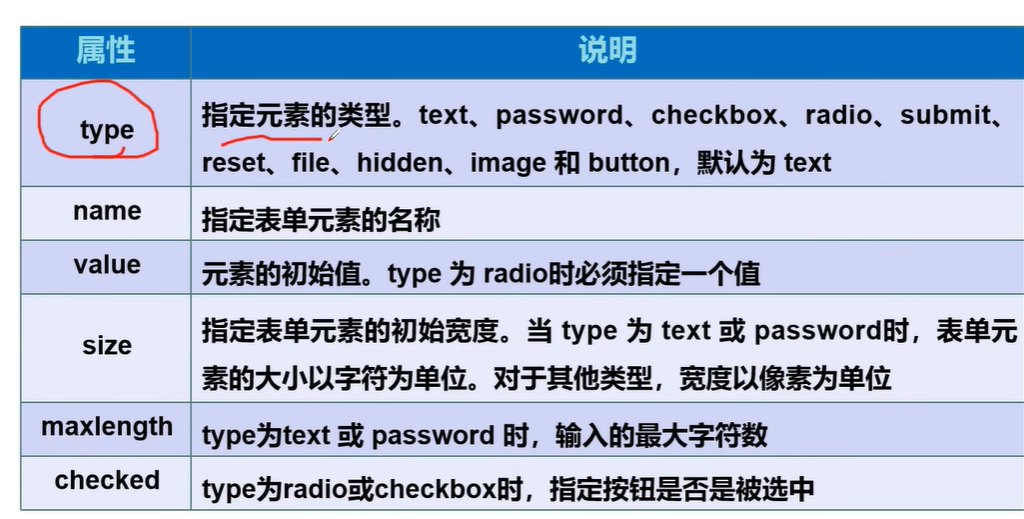 属性 说明
type 指定元素的类型。text、password、checkbox、radio、submit、
reset、file、hidden、image 和 button，默认为 text
name 指定表单元素的名称
value 元素的初始值。type 为 radio时必须指定一个值
size 指定表单元素的初始宽度。当 type 为 text 或 password时，表单元
素的大小以字符为单位。对于其他类型，宽度以像素为单位
maxlength type为text 或 password 时，输入的最大字符数
checked type为radio或checkbox时，指定按钮是否是被选中